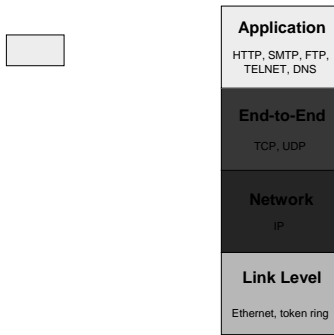 Application
HTTP, SMTP, FTP,
TELNET, DNS
End-to-End
TCP, UDP
Network
IP
Link Level
Ethernet, token ring